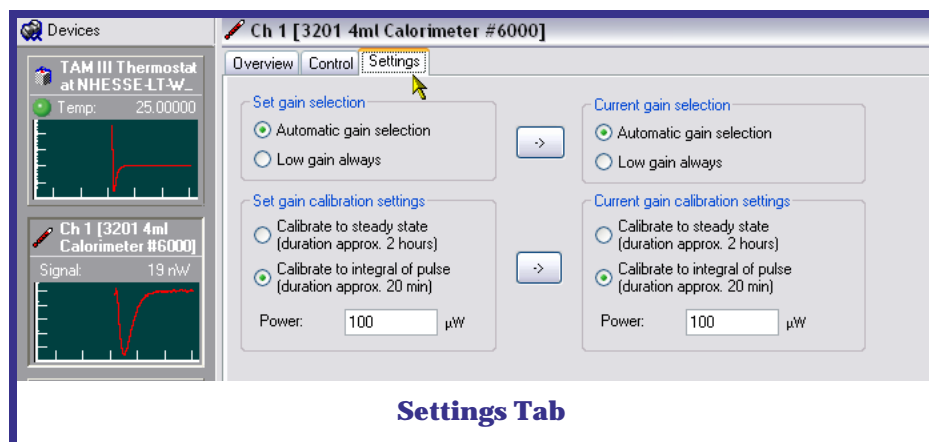 Devices
TAM III Thermostat
at NHESSE-LT-W...
Temp: 25.00000
Ch 1 [3201 4ml
Calorimeter #6000]
Signal: 19 nW
Ch 1 [3201 4ml Calorimeter #6000]
Overview Control Settings
Set gain selection
Automatic gain selection
Low gain always
->
Current gain selection
Automatic gain selection
Low gain always
Set gain calibration settings
Calibrate to steady state
(duration approx. 2 hours)
Calibrate to integral of pulse
(duration approx. 20 min)
Power: 100 µW
->
Current gain calibration settings
Calibrate to steady state
(duration approx. 2 hours)
Calibrate to integral of pulse
(duration approx. 20 min)
Power: 100 µW
Settings Tab